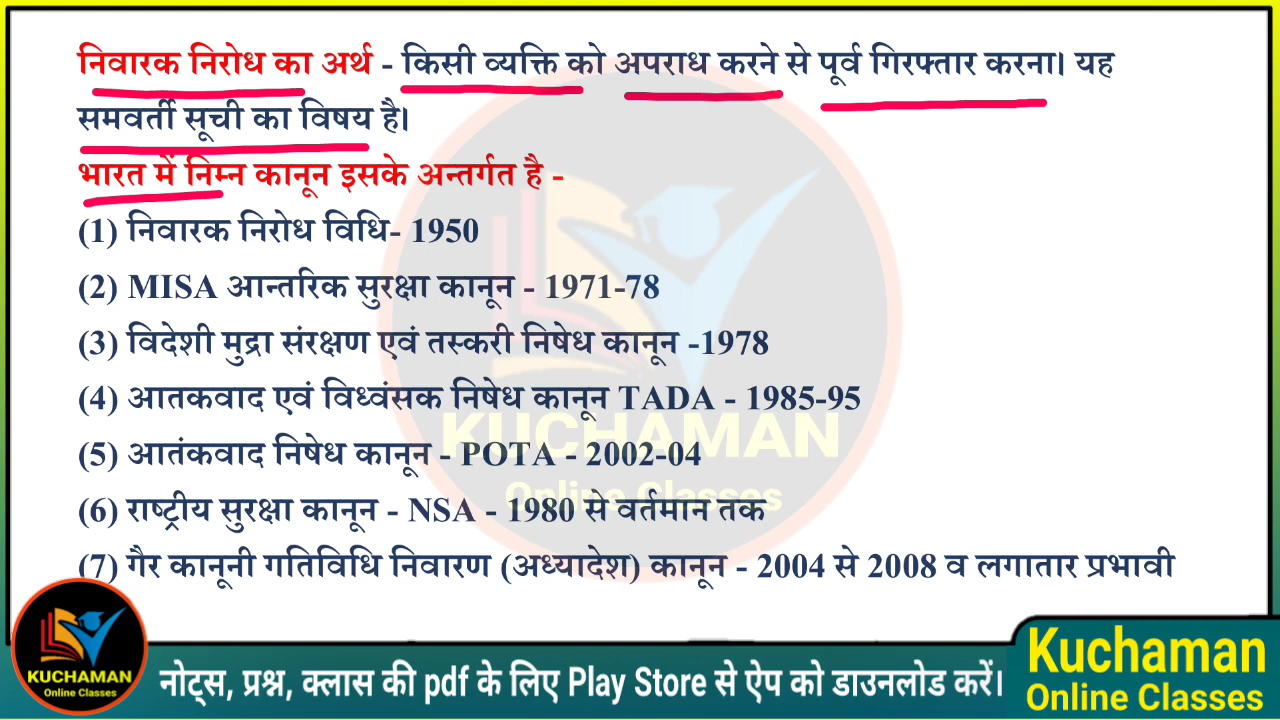 निवारक निरोध का अर्थ - किसी व्यक्ति को अपराध करने से पूर्व गिरफ्तार करना। यह
समवर्ती सूची का विषय है।
भारत में निम्न कानून इसके अन्तर्गत है -
(1) निवारक निरोध विधि- 1950
(2) MISA आन्तरिक सुरक्षा कानून - 1971-78
(3) विदेशी मुद्रा संरक्षण एवं तस्करी निषेध कानून -1978
(4) आतकवाद एवं विध्वंसक निषेध कानून TADA - 1985-95
(5) आतंकवाद निषेध कानून - POTA - 2002-04
(6) राष्ट्रीय सुरक्षा कानून - NSA - 1980 से वर्तमान तक
(7) गैर कानूनी गतिविधि निवारण (अध्यादेश) कानून - 2004 से 2008 व लगातार प्रभावी
KUCHAMAN
Online Classes
KUCHAMAN
Online Classes
नोट्स, प्रश्न, क्लास की pdf के लिए Play Store से ऐप को डाउनलोड करें।
Kuchaman
Online Classes